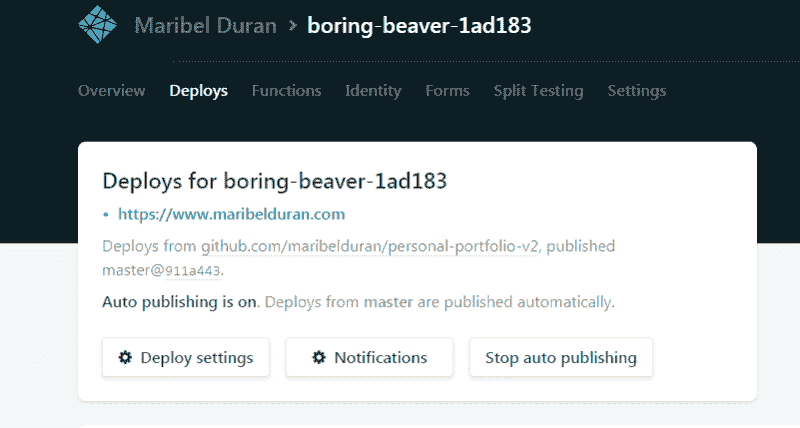 Maribel Duran > boring-beaver-1ad183
Overview Deploys Functions Identity Forms Split Testing Settings
Deploys for boring-beaver-1ad183
• https://www.maribelduran.com
Deploys from github.com/maribelduran/personal-portfolio-v2, published
master@911a443.
Auto publishing is on. Deploys from master are published automatically.
Deploy settings Notifications Stop auto publishing